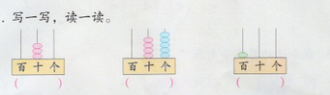 . 写一写，读一读。
百 十 个 百 十 个 百 十 个
( ) ( ) ( )